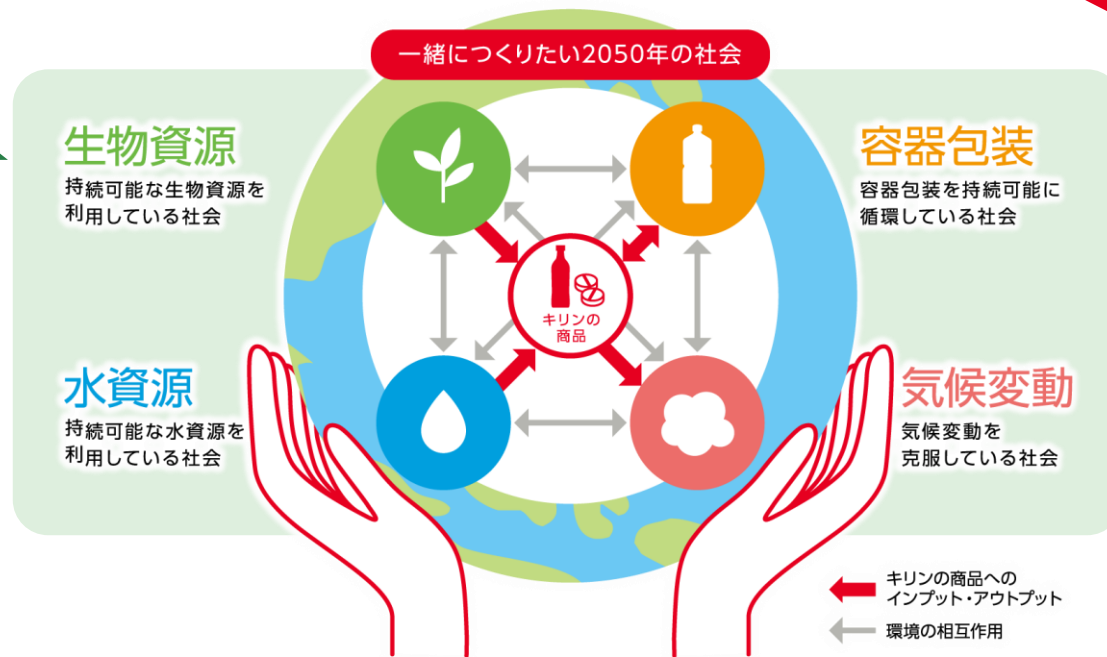 一緒につくりたい2050年の社会
生物資源
持続可能な生物資源を
利用している社会
容器包装
容器包装を持続可能に
循環している社会
キリンの
商品
水資源
持続可能な水資源を
利用している社会
気候変動
気候変動を
克服している社会
キリンの商品への
インプット・アウトプット
環境の相互作用